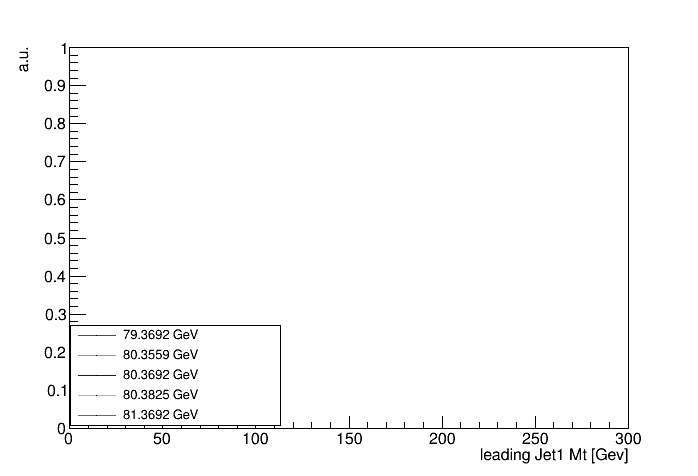 a.u.
1
0.9
0.8
0.7
0.6
0.5
0.4
0.3
0.2
0.1
0
79.3692 GeV
80.3559 GeV
80.3692 GeV
80.3825 GeV
81.3692 GeV
0 50 100 150 200 250 300
leading Jet1 Mt [Gev]